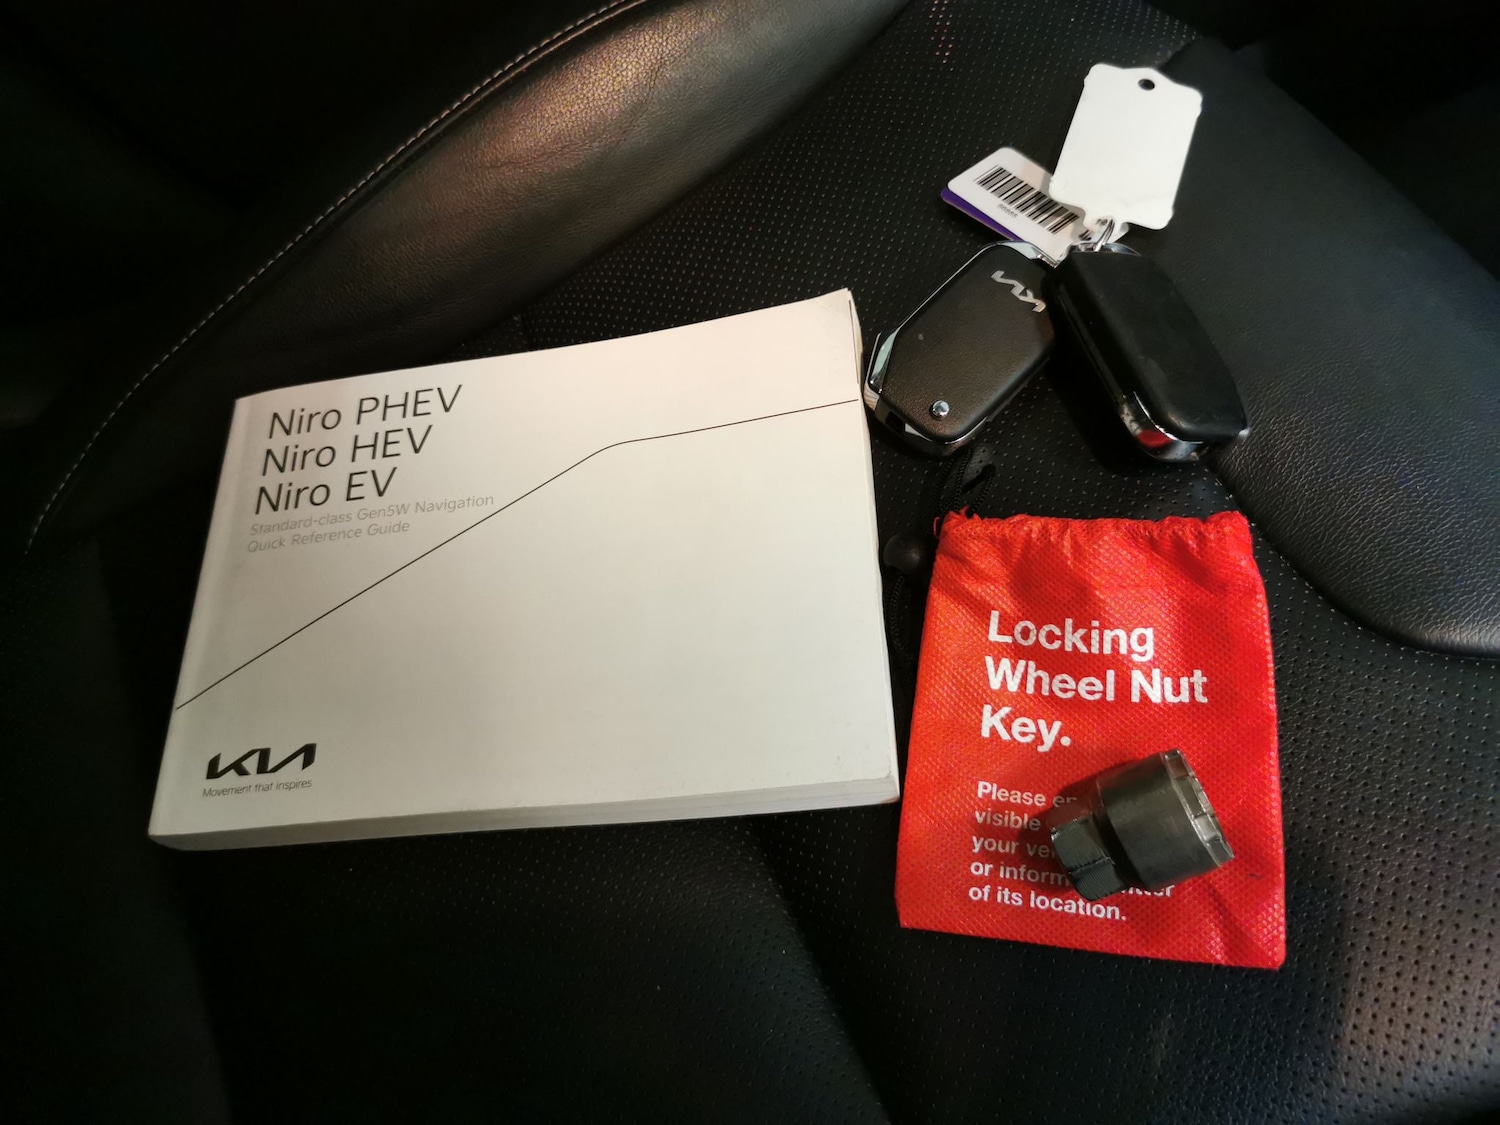 Niro PHEV
Niro HEV
Niro EV
Standard-class Gen5W Navigation
Quick Reference Guide
KIA
Movement that inspires
KIA
Locking
Wheel Nut
Key.
Please
visible
your
or
of its location.